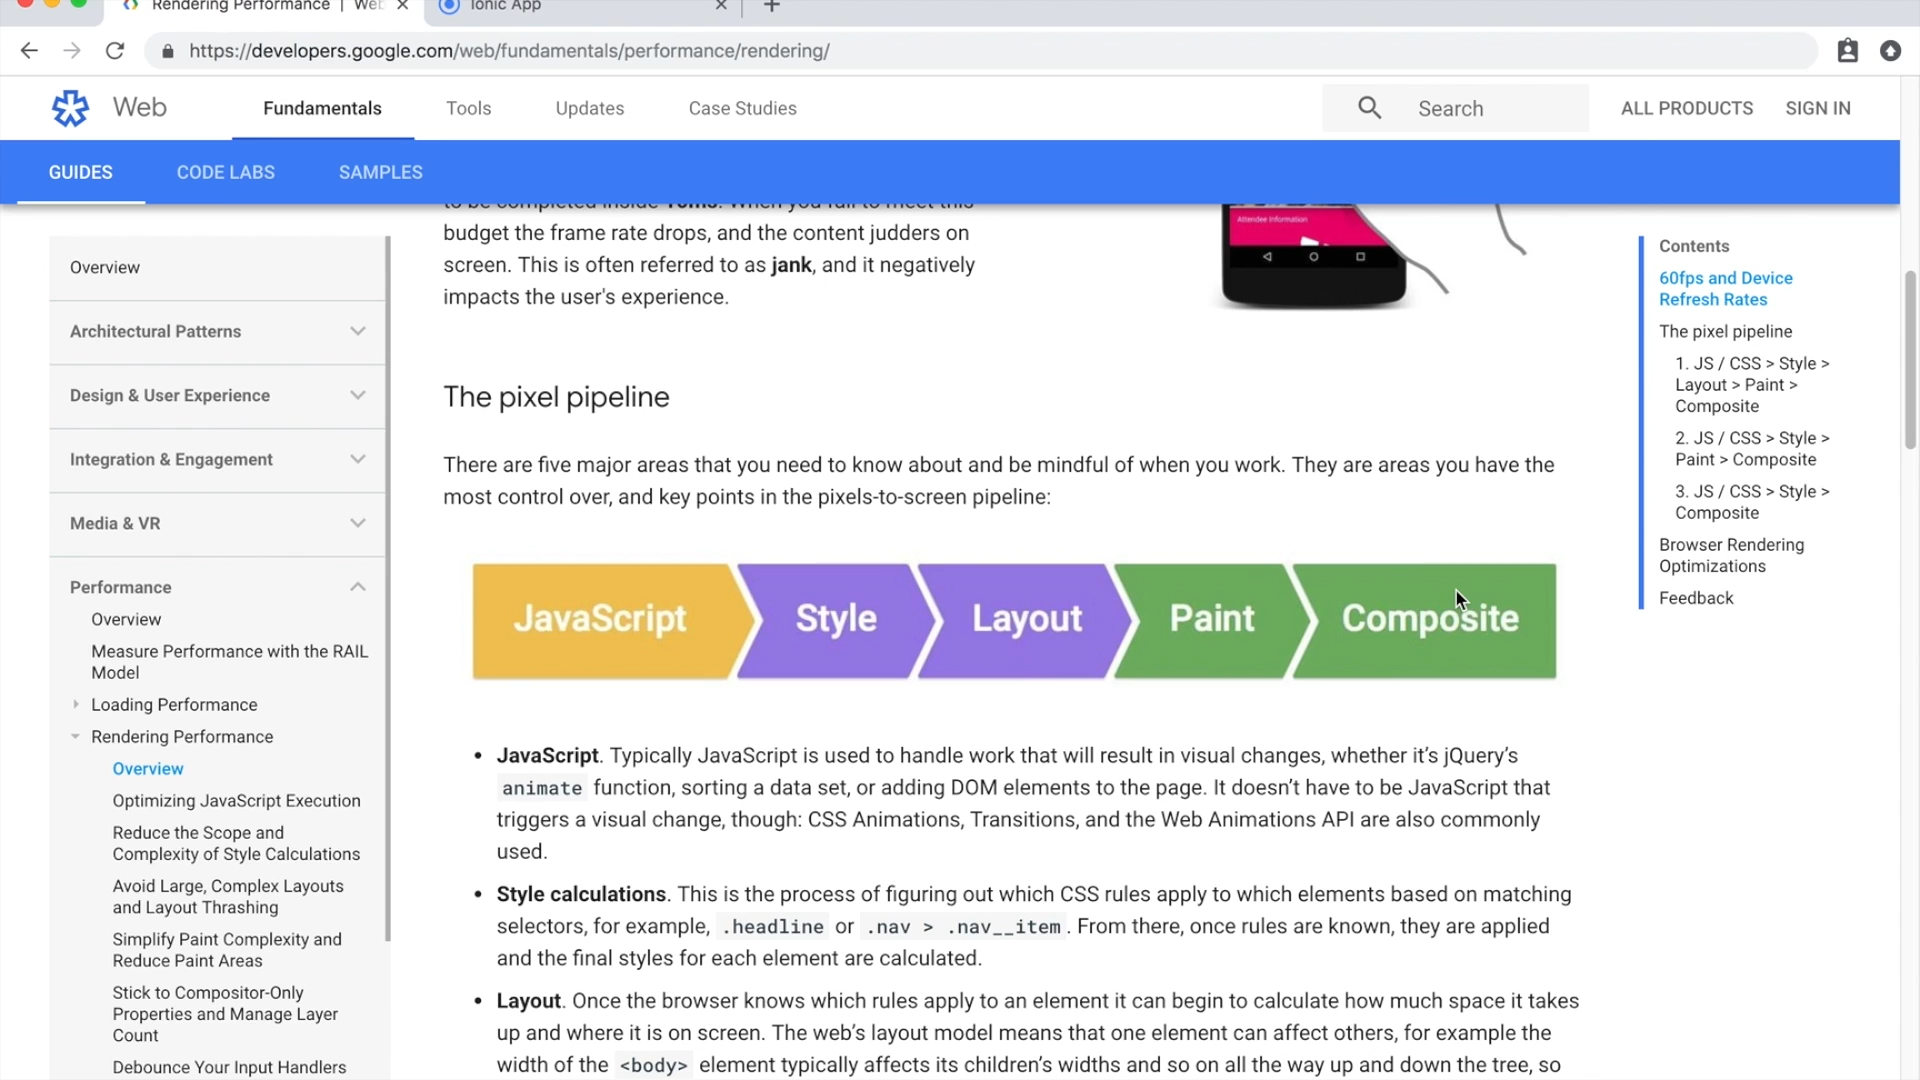 Rendering Performance | Web
Ionic App
https://developers.google.com/web/fundamentals/performance/rendering/
Web
Fundamentals
Tools
Updates
Case Studies
Search
ALL PRODUCTS
SIGN IN
GUIDES
CODE LABS
SAMPLES
Overview
Architectural Patterns
Design & User Experience
Integration & Engagement
Media & VR
Performance
Overview
Measure Performance with the RAIL
Model
Loading Performance
Rendering Performance
Overview
Optimizing JavaScript Execution
Reduce the Scope and
Complexity of Style Calculations
Avoid Large, Complex Layouts
and Layout Thrashing
Simplify Paint Complexity and
Reduce Paint Areas
Stick to Compositor-Only
Properties and Manage Layer
Count
Debounce Your Input Handlers
to be completed inside 10ms. When you fail to meet this
budget the frame rate drops, and the content judders on
screen. This is often referred to as jank, and it negatively
impacts the user's experience.
Attendee Information
The pixel pipeline
There are five major areas that you need to know about and be mindful of when you work. They are areas you have the
most control over, and key points in the pixels-to-screen pipeline:
JavaScript
Style
Layout
Paint
Composite
• JavaScript. Typically JavaScript is used to handle work that will result in visual changes, whether it’s jQuery’s
animate function, sorting a data set, or adding DOM elements to the page. It doesn’t have to be JavaScript that
triggers a visual change, though: CSS Animations, Transitions, and the Web Animations API are also commonly
used.
• Style calculations. This is the process of figuring out which CSS rules apply to which elements based on matching
selectors, for example, .headline or .nav > .nav__item. From there, once rules are known, they are applied
and the final styles for each element are calculated.
• Layout. Once the browser knows which rules apply to an element it can begin to calculate how much space it takes
up and where it is on screen. The web’s layout model means that one element can affect others, for example the
width of the <body> element typically affects its children’s widths and so on all the way up and down the tree, so
Contents
60fps and Device
Refresh Rates
The pixel pipeline
1. JS / CSS > Style >
Layout > Paint >
Composite
2. JS / CSS > Style >
Paint > Composite
3. JS / CSS > Style >
Composite
Browser Rendering
Optimizations
Feedback